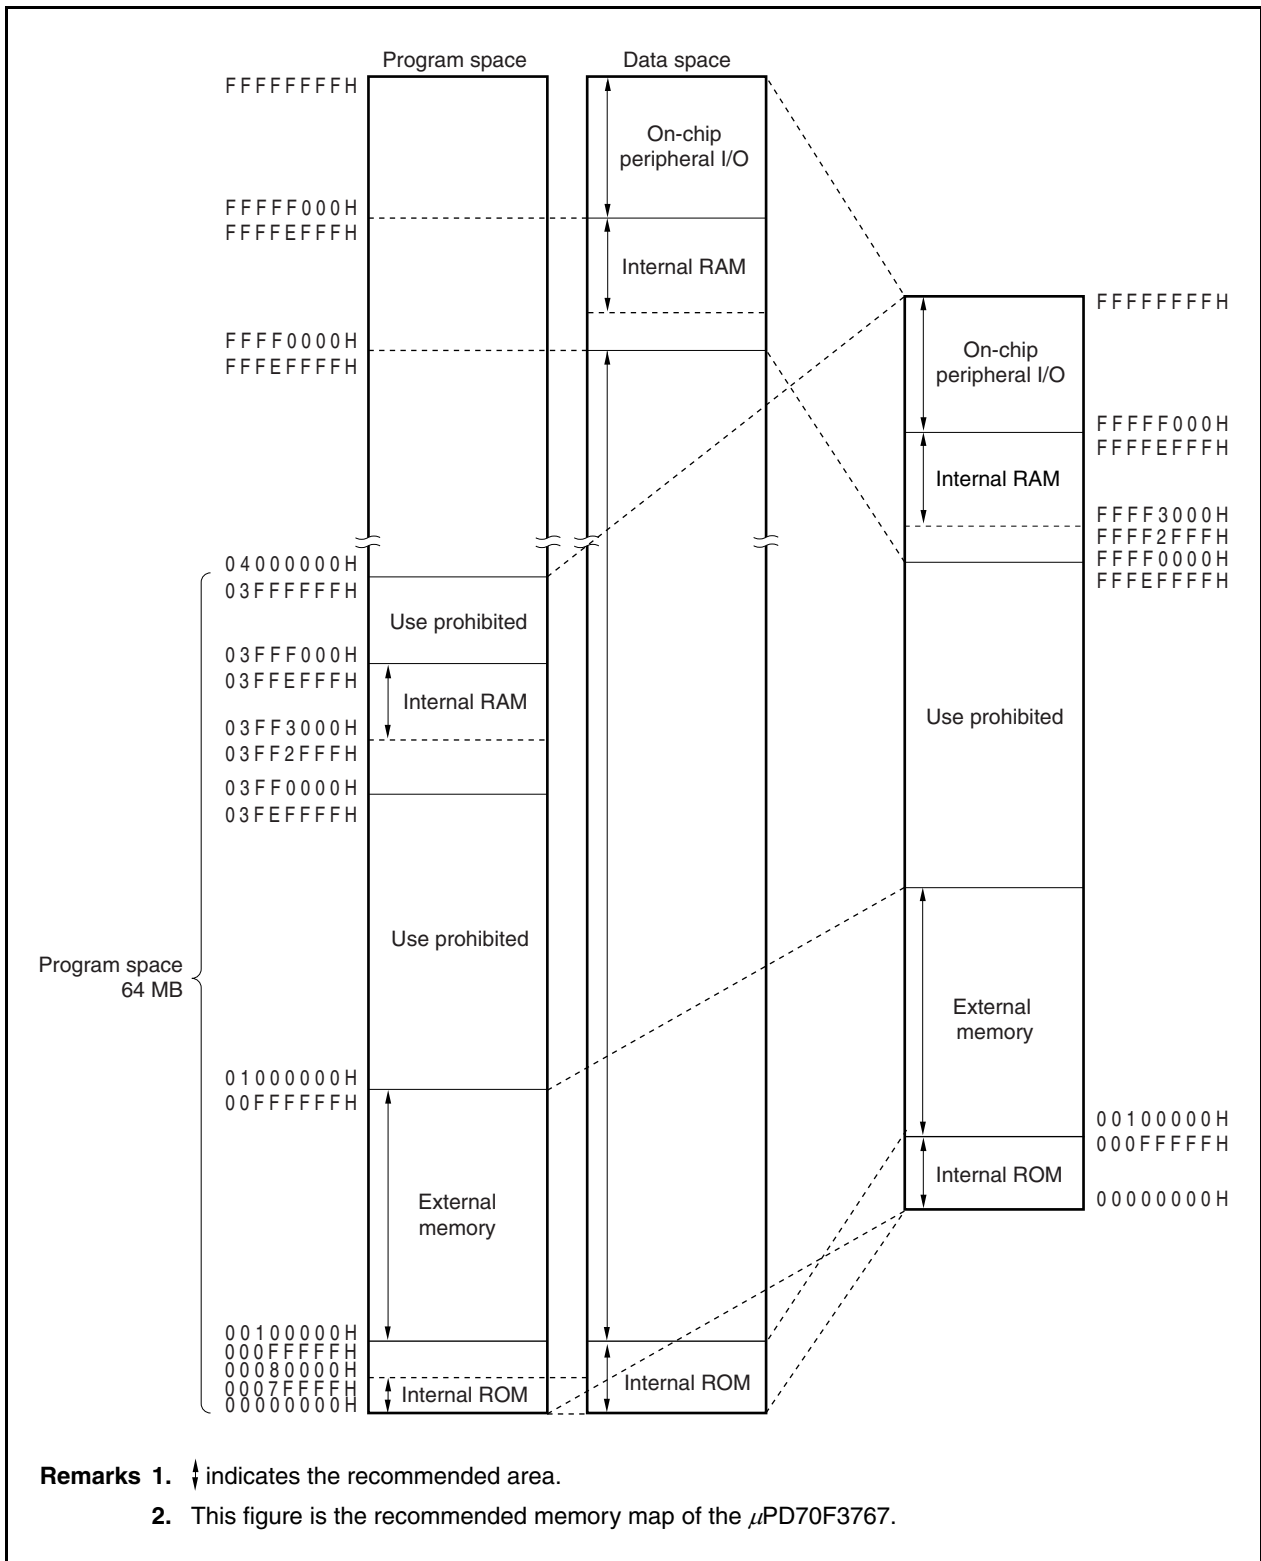 Program space
Data space
FFFFFFFFH
On-chip
peripheral I/O
FFFFF000H
FFFFEFFFH
Internal RAM
FFFF0000H
FFFEFFFFH
04000000H
03FFFFFFH
Use prohibited
03FFF000H
03FFEFFFH
Internal RAM
03FF3000H
03FF2FFFH
03FF0000H
03FEFFFFH
Use prohibited
Program space
64 MB
01000000H
00FFFFFFH
External
memory
00100000H
000FFFFFH
00080000H
0007FFFFH
00000000H
Internal ROM
Internal ROM
FFFFFFFFH
On-chip
peripheral I/O
FFFFF000H
FFFFEFFFH
Internal RAM
FFFF3000H
FFFF2FFFH
FFFF0000H
FFFEFFFFH
Use prohibited
External
memory
00100000H
000FFFFFH
Internal ROM
00000000H
Remarks 1. indicates the recommended area.
2. This figure is the recommended memory map of the μPD70F3767.